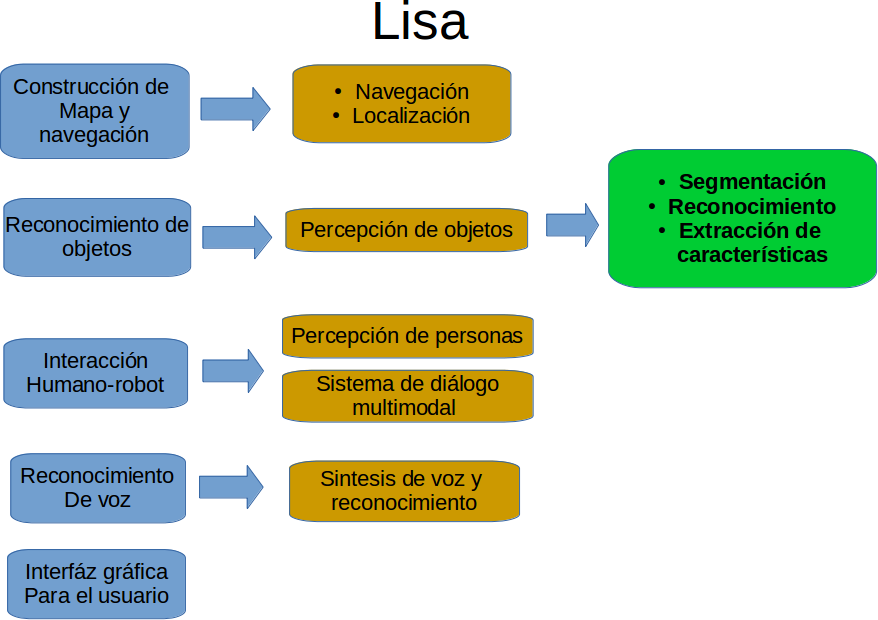 Lisa
Construcción de
Mapa y
navegación
• Navegación
• Localización
Reconocimiento de
objetos
Percepción de objetos
• Segmentación
• Reconocimiento
• Extracción de
características
Interacción
Humano-robot
Percepción de personas
Sistema de diálogo
multimodal
Reconocimiento
De voz
Sintesis de voz y
reconocimiento
Interfáz gráfica
Para el usuario